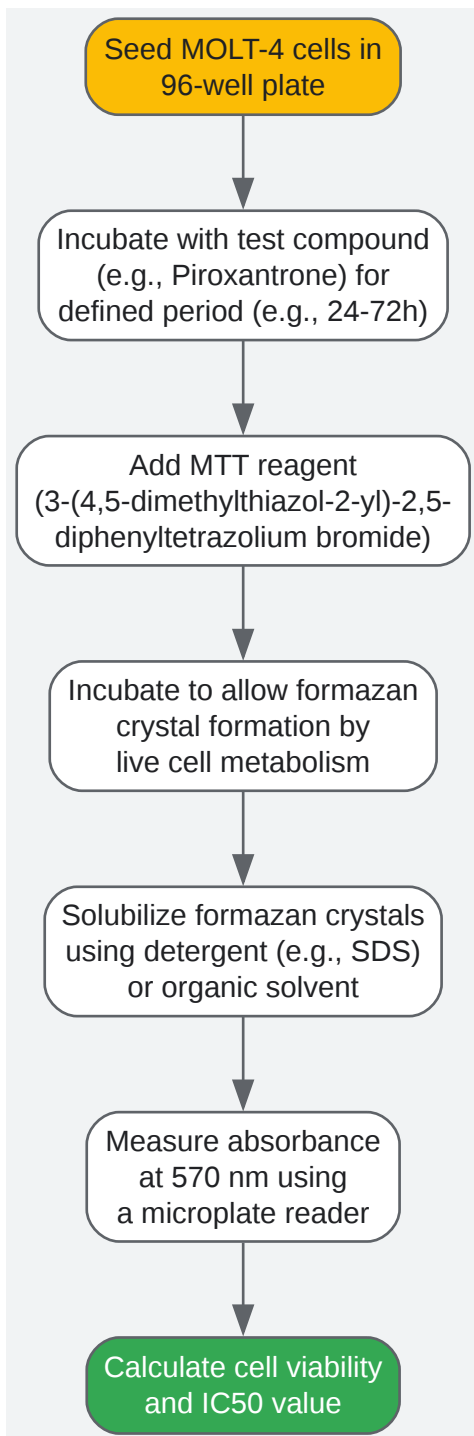 Seed MOLT-4 cells in
96-well plate
Incubate with test compound
(e.g., Piroxantrone) for
defined period (e.g., 24-72h)
Add MTT reagent
(3-(4,5-dimethylthiazol-2-yl)-2,5-
diphenyltetrazolium bromide)
Incubate to allow formazan
crystal formation by
live cell metabolism
Solubilize formazan crystals
using detergent (e.g., SDS)
or organic solvent
Measure absorbance
at 570 nm using
a microplate reader
Calculate cell viability
and IC50 value